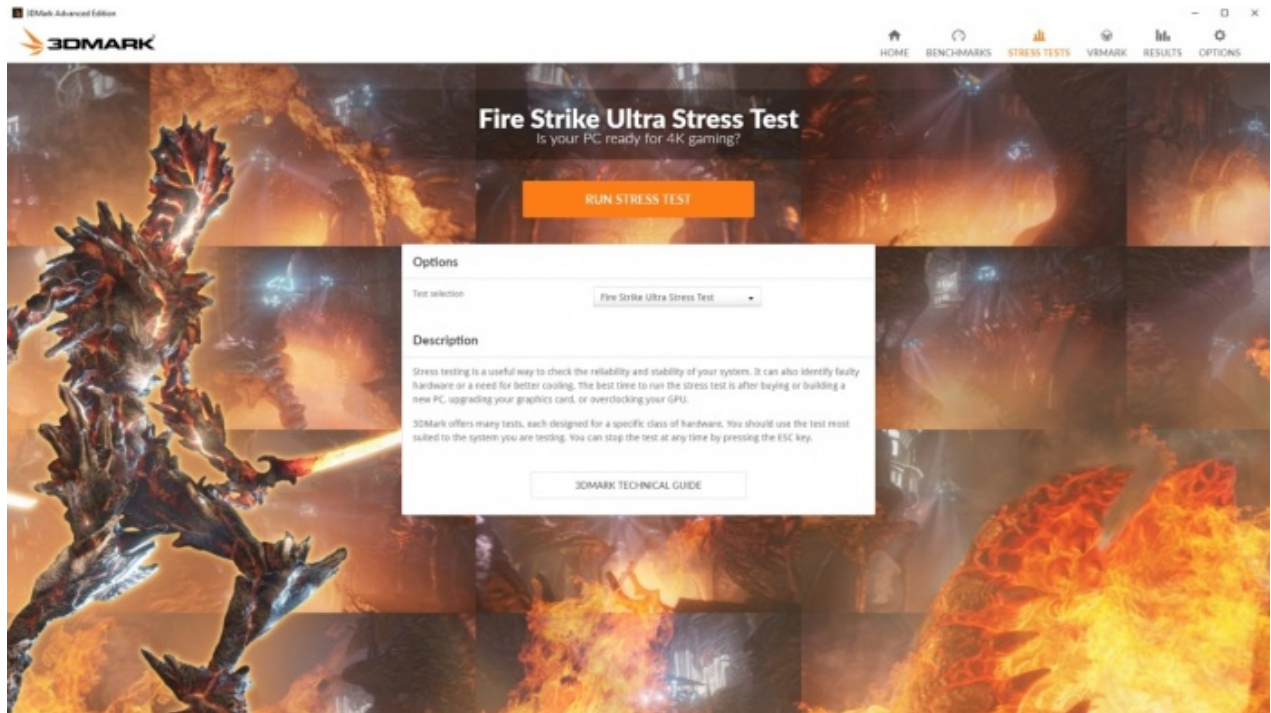 3DMark Advanced Edition
3DMARK
HOME BENCHMARKS STRESS TESTS VRMARK RESULTS OPTIONS
Fire Strike Ultra Stress Test
Is your PC ready for 4K gaming?
RUN STRESS TEST
Options
Test selection
Fire Strike Ultra Stress Test
Description
Stress testing is a useful way to check the reliability and stability of your system. It can also identify faulty
hardware or a need for better cooling. The best time to run the stress test is after buying or building a
new PC, upgrading your graphics card, or overclocking your GPU.
3DMark offers many tests, each designed for a specific class of hardware. You should use the test most
suited to the system you are testing. You can stop the test at any time by pressing the ESC key.
3DMARK TECHNICAL GUIDE